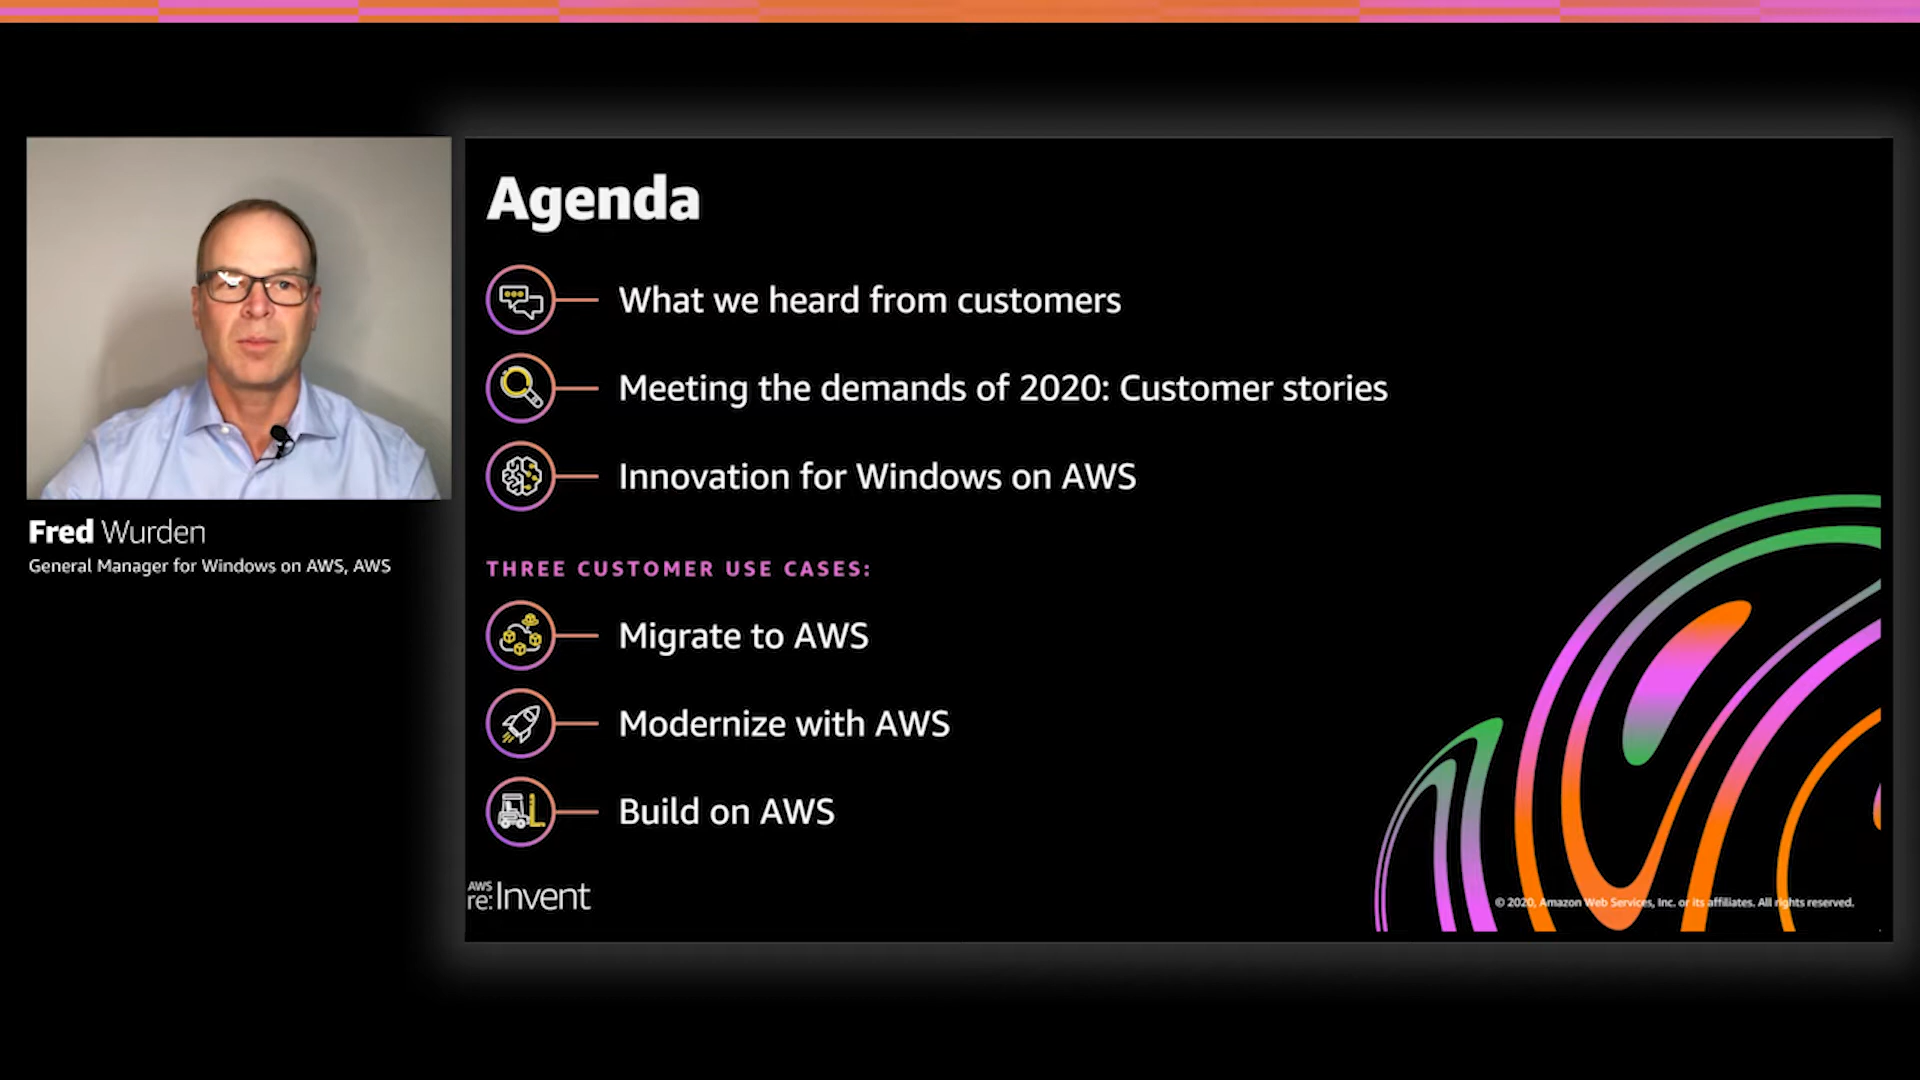 Agenda
What we heard from customers
Meeting the demands of 2020: Customer stories
Innovation for Windows on AWS
THREE CUSTOMER USE CASES:
Migrate to AWS
Modernize with AWS
Build on AWS
Fred Wurden
General Manager for Windows on AWS, AWS
AWS
re:Invent
© 2020, Amazon Web Services, Inc. or its affiliates. All rights reserved.